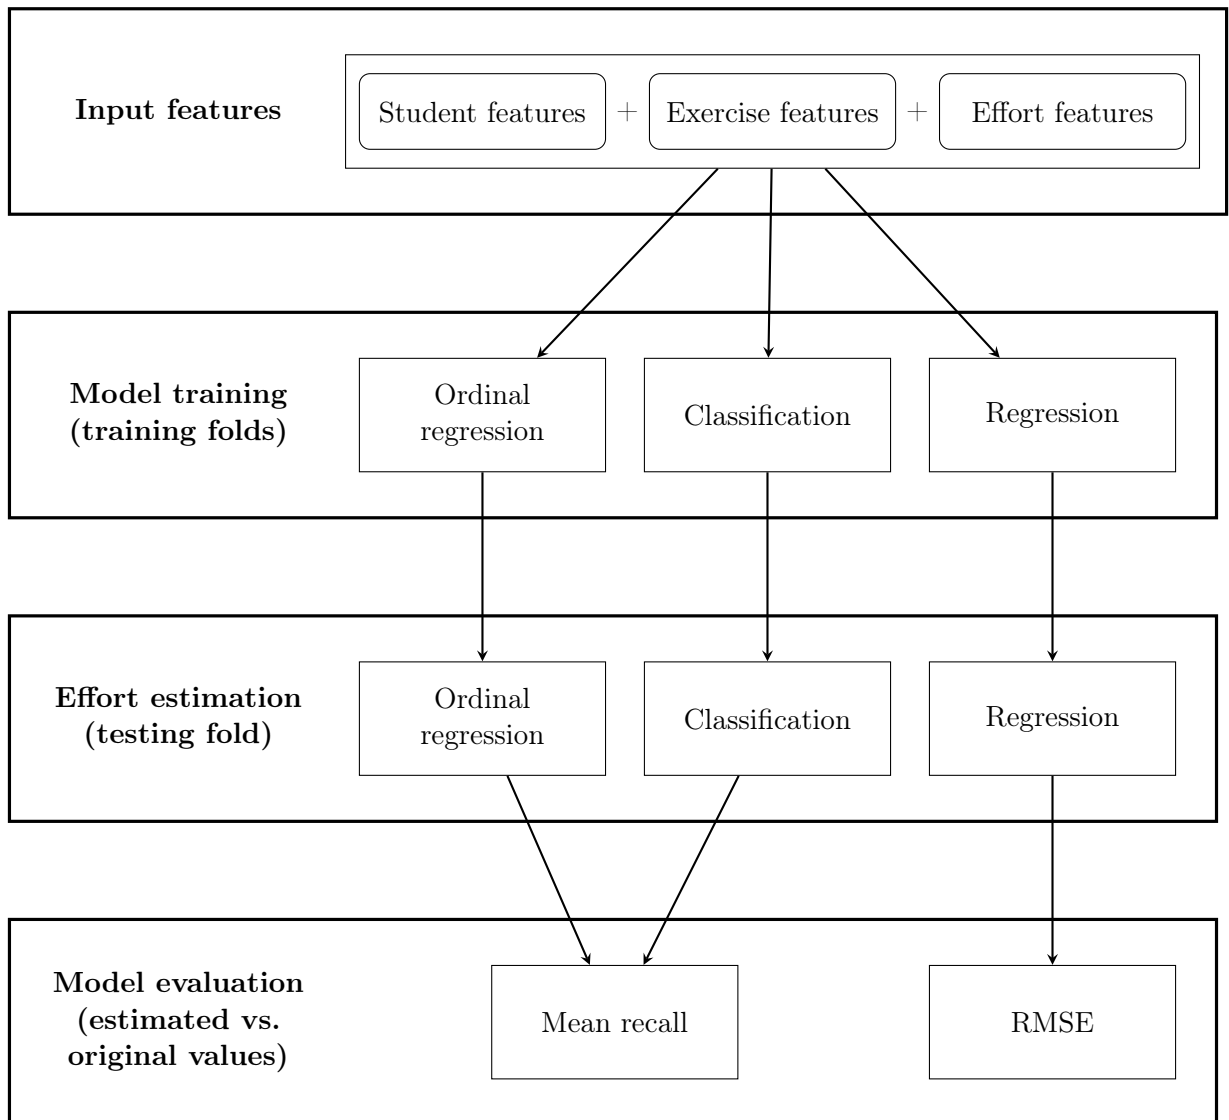 Input features
Student features + Exercise features + Effort features
Model training
(training folds)
Ordinal
regression
Classification
Regression
Effort estimation
(testing fold)
Ordinal
regression
Classification
Regression
Model evaluation
(estimated vs.
original values)
Mean recall
RMSE